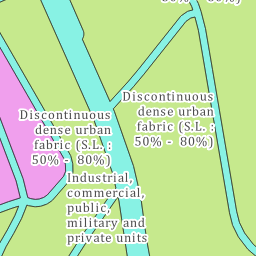 Discontinuous
dense urban
fabric (S.L. :
50% -  80%)
Discontinuous
dense urban
fabric (S.L. :
50% -  80%)
Industrial,
commercial,
public,
military and
private units